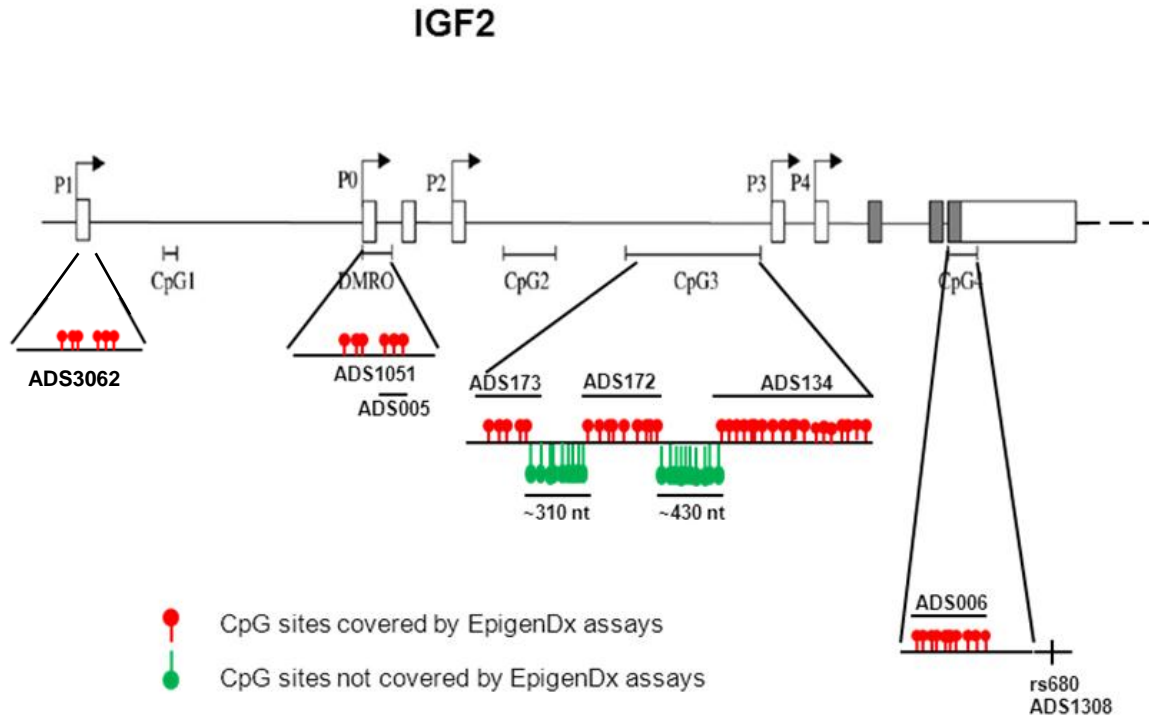 IGF2
P1
P0
P2
P3
P4
CpG1
DMRO
CpG2
CpG3
CpG4
ADS3062
ADS1051
ADS005
ADS173
ADS172
ADS134
~310 nt
~430 nt
ADS006
CpG sites covered by EpigenDx assays
CpG sites not covered by EpigenDx assays
rs680
ADS1308